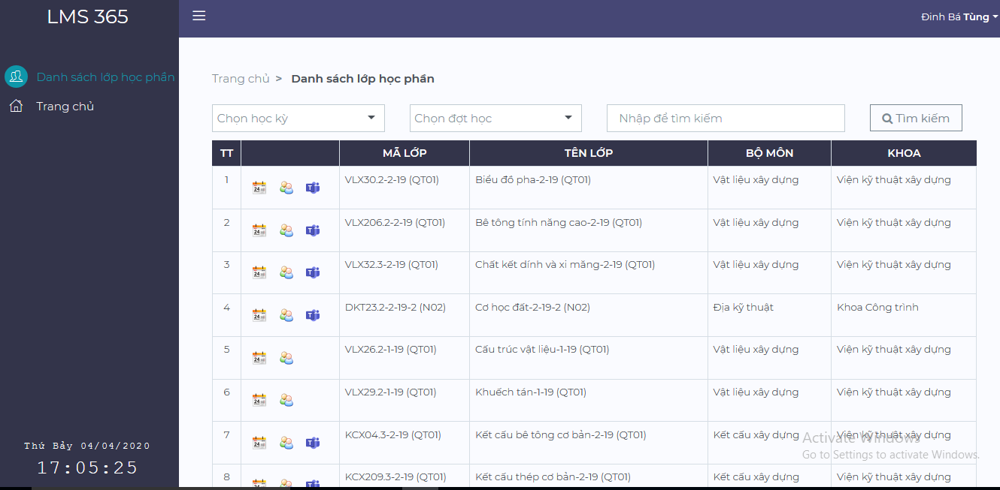 LMS 365
Đinh Bá Tùng
Danh sách lớp học phần
Trang chủ
Trang chủ > Danh sách lớp học phần
Chọn học kỳ Chọn đợt học Nhập để tìm kiếm Tìm kiếm
TT MÃ LỚP TÊN LỚP BỘ MÔN KHOA
1 VLX30.2-2-19 (QT01) Biểu đồ pha-2-19 (QT01) Vật liệu xây dựng Viện kỹ thuật xây dựng
2 VLX206.2-2-19 (QT01) Bê tông tính năng cao-2-19 (QT01) Vật liệu xây dựng Viện kỹ thuật xây dựng
3 VLX32.3-2-19 (QT01) Chất kết dính và xi măng-2-19 (QT01) Vật liệu xây dựng Viện kỹ thuật xây dựng
4 DKT23.2-2-19-2 (N02) Cơ học đất-2-19-2 (N02) Địa kỹ thuật Khoa Công trình
5 VLX26.2-1-19 (QT01) Cấu trúc vật liệu-1-19 (QT01) Vật liệu xây dựng Viện kỹ thuật xây dựng
6 VLX29.2-1-19 (QT01) Khuếch tán-1-19 (QT01) Vật liệu xây dựng Viện kỹ thuật xây dựng
7 KCX04.3-2-19 (QT01) Kết cấu bê tông cơ bản-2-19 (QT01) Kết cấu xây dựng Viện kỹ thuật xây dựng
8 KCX209.3-2-19 (QT01) Kết cấu thép cơ bản-2-19 (QT01) Kết cấu xây dựng Viện kỹ thuật xây dựng
Activate Windows
Go to Settings to activate Windows.
Thứ Bảy 04/04/2020
17:05:25